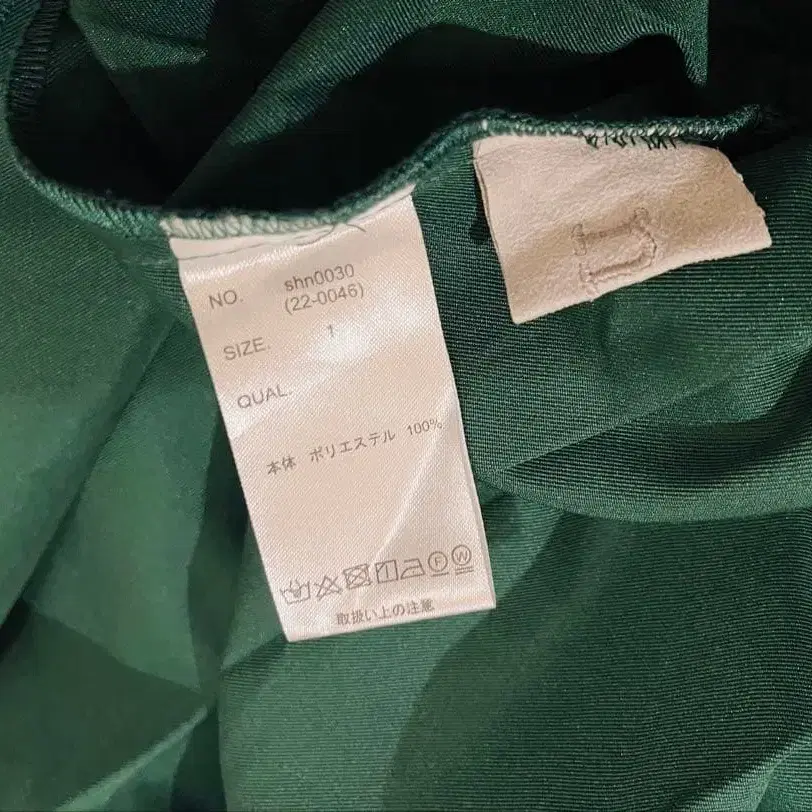 NO. shn0030
(22-0046)
SIZE. 1
QUAL.
本体 ポリエステル 100%
F W
取扱い上の注意
U